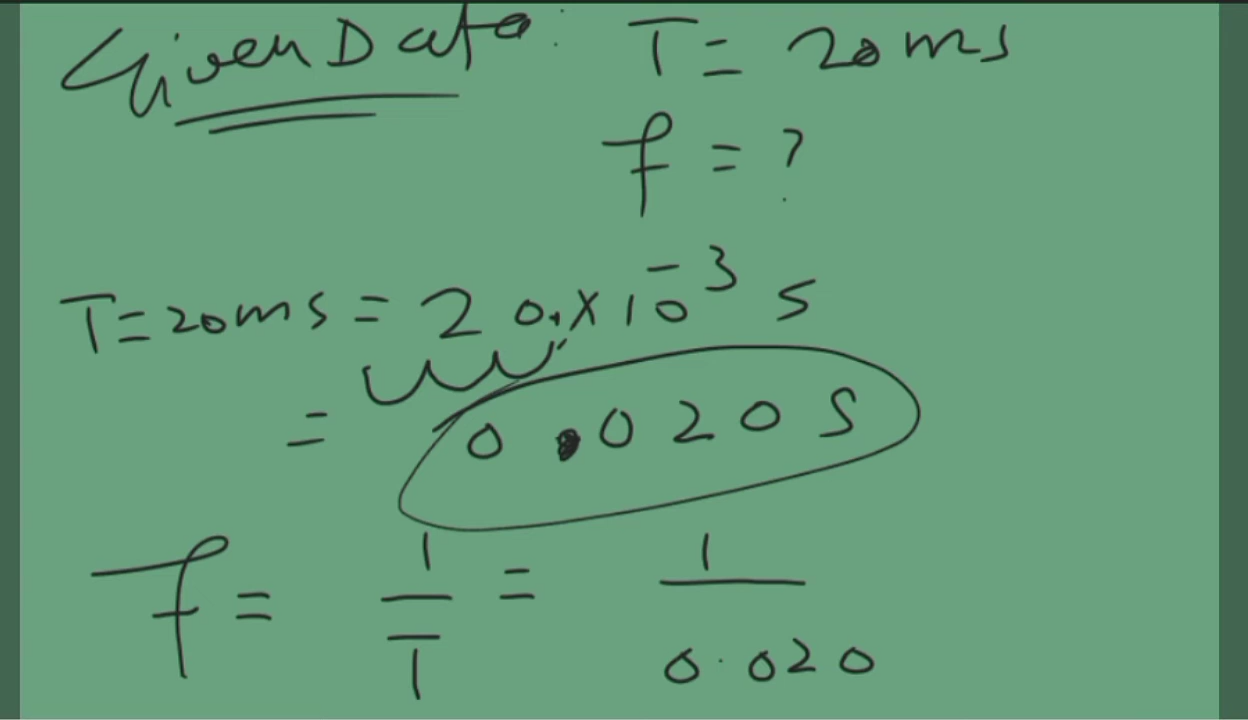 Given Data: T = 20ms
f = ?
T = 20ms = 20.×10⁻³ s
= 0.020 s
f = 1/T = 1/0.020